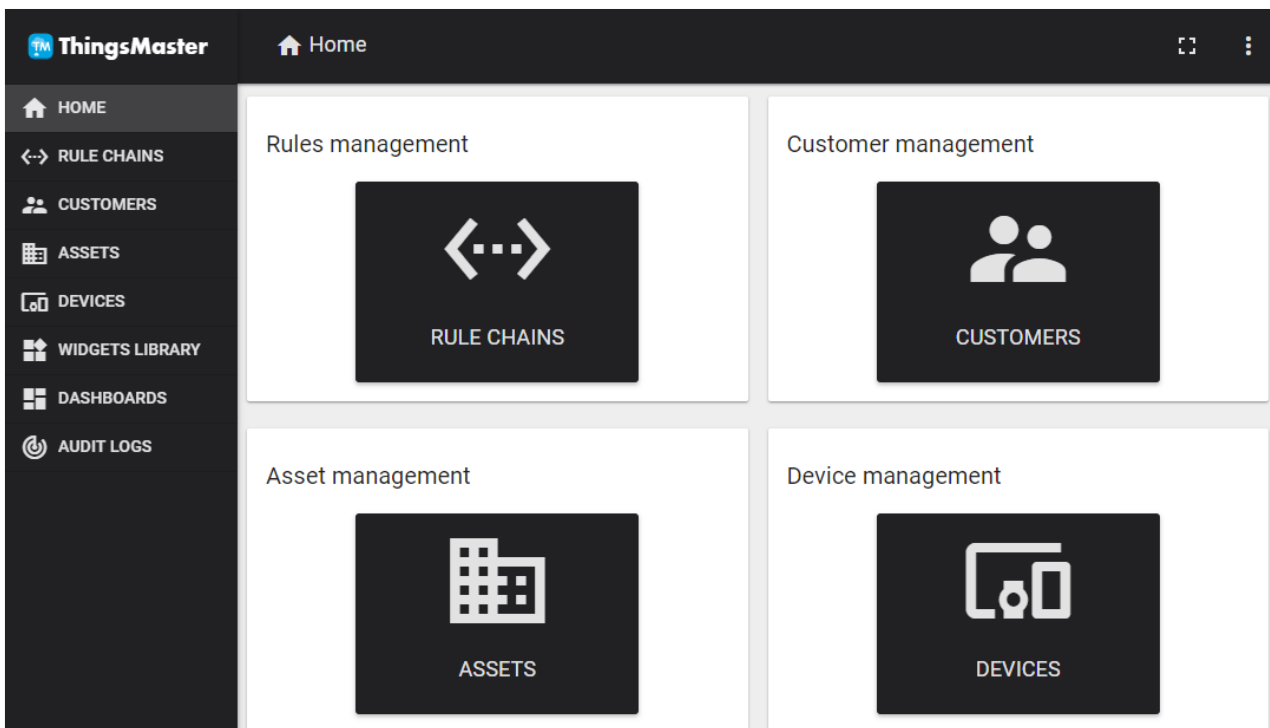 TM ThingsMaster
Home
HOME
RULE CHAINS
CUSTOMERS
ASSETS
DEVICES
WIDGETS LIBRARY
DASHBOARDS
AUDIT LOGS
Rules management
RULE CHAINS
Customer management
CUSTOMERS
Asset management
ASSETS
Device management
DEVICES